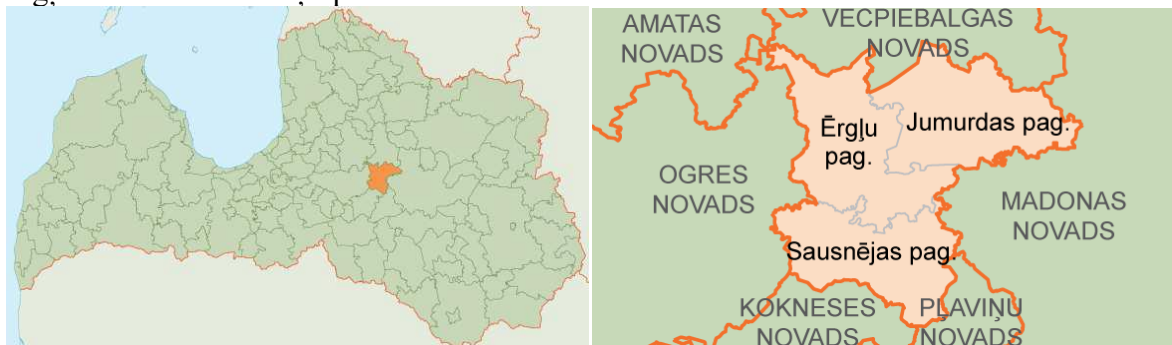 AMATAS
NOVADS
VECPIEBALGAS
NOVADS
Ērgļu
pag.
Jumurdas pag.
OGRES
NOVADS
MADONAS
NOVADS
Sausnējas pag.
KOKNESES
NOVADS
PĻAVIŅU
NOVADS